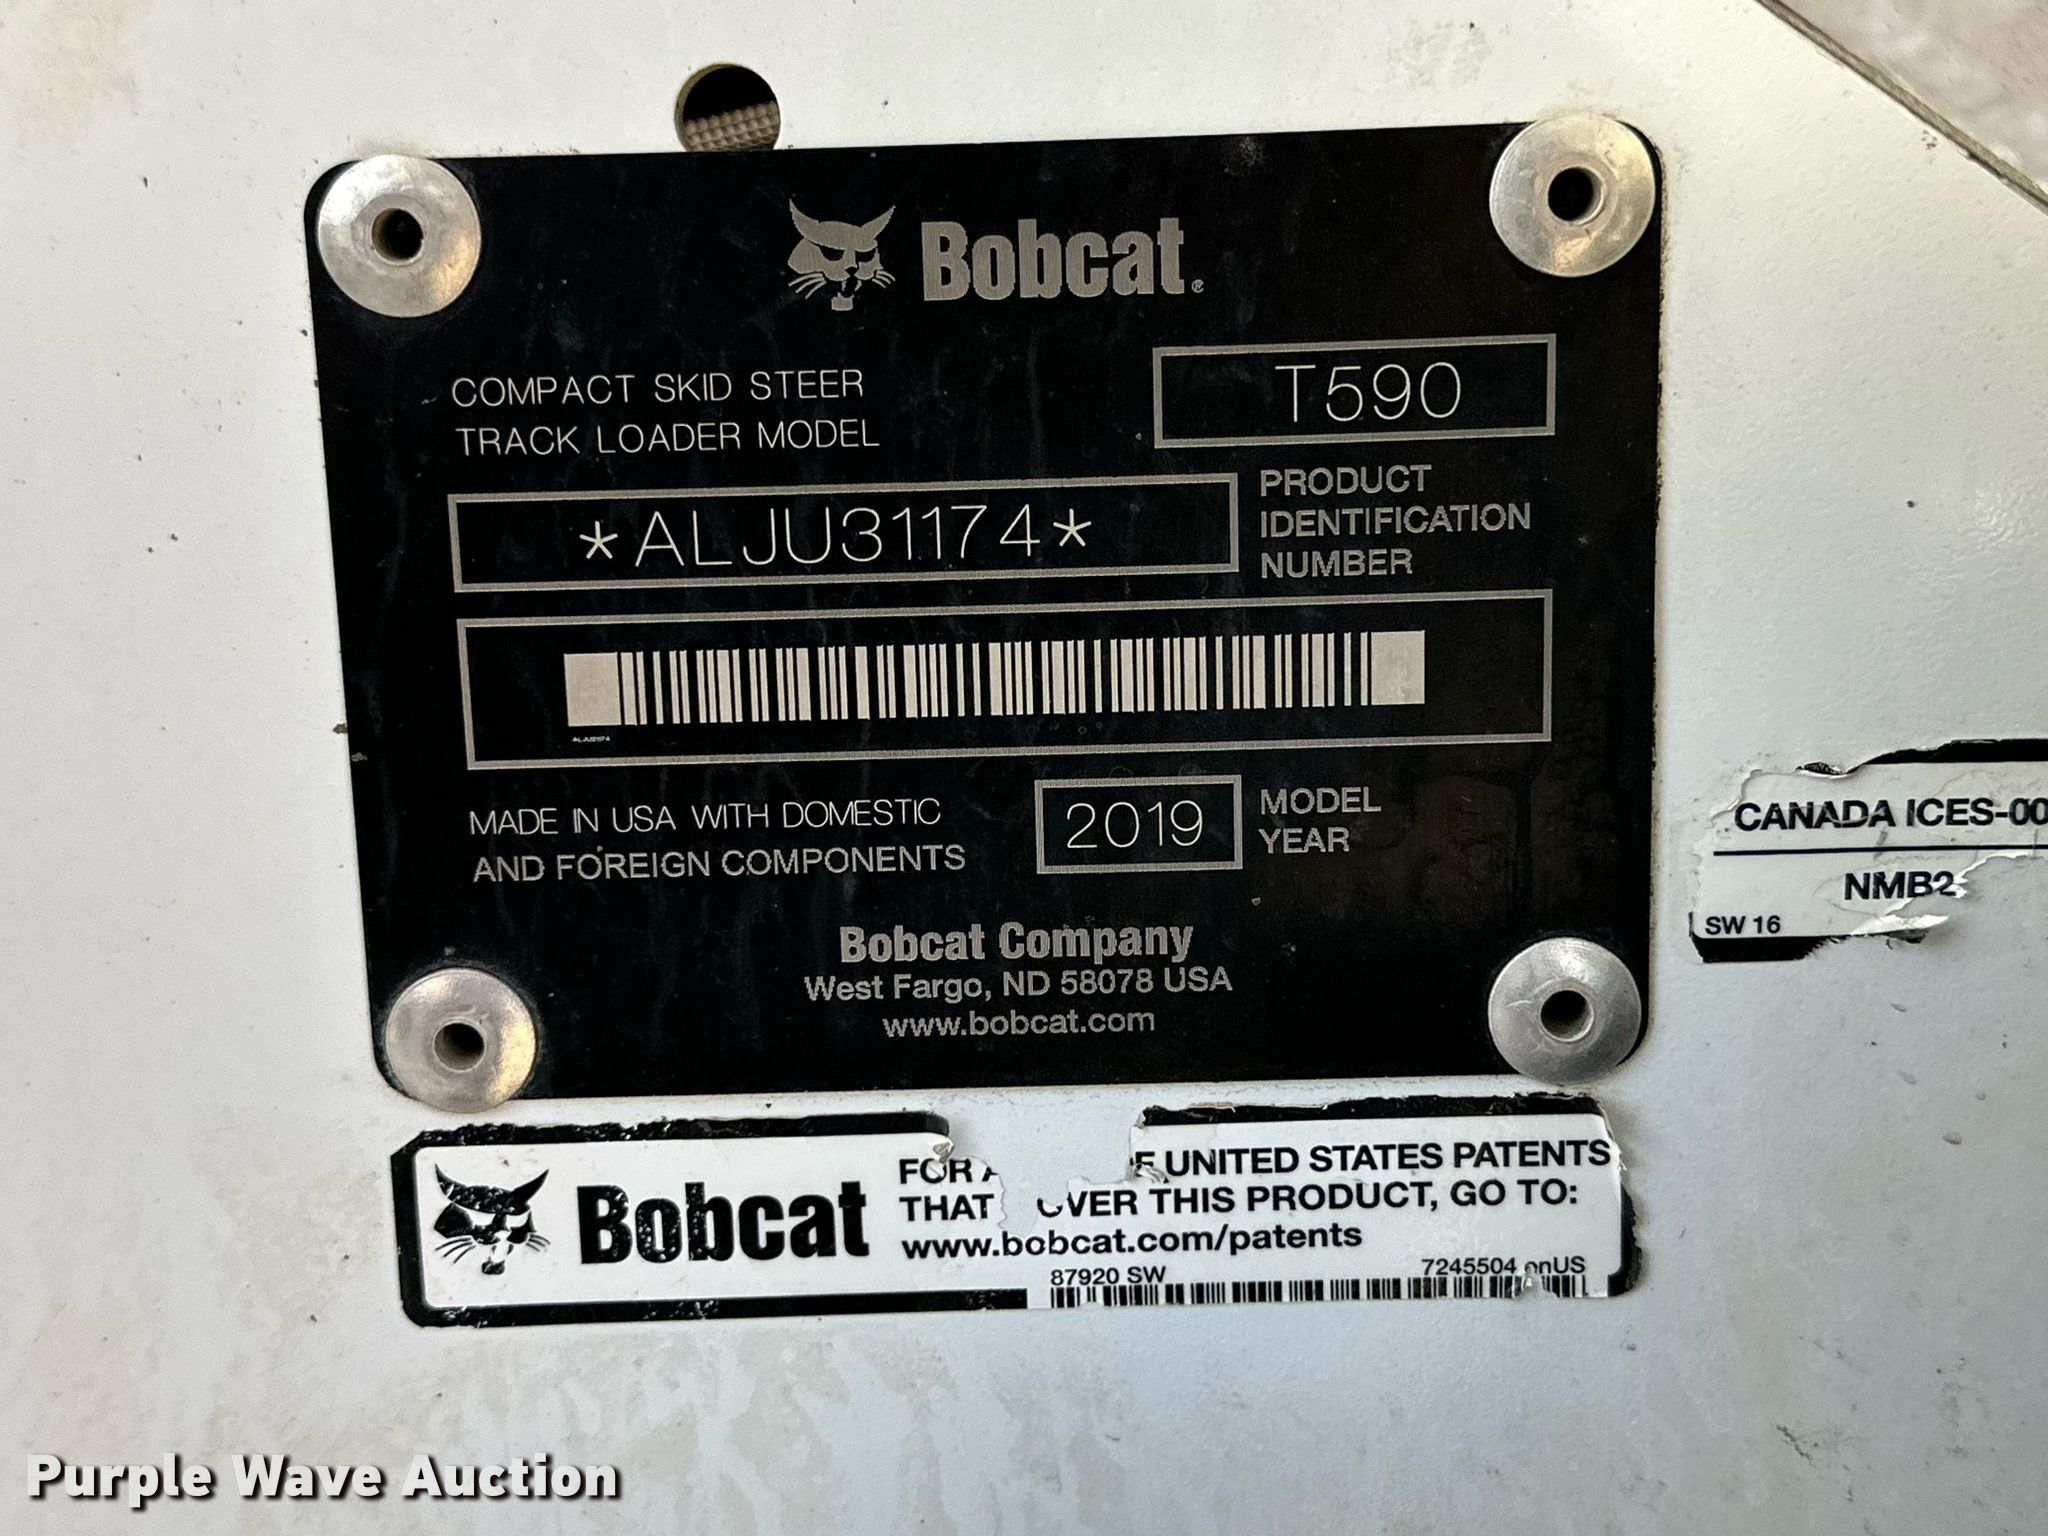 Bobcat®
COMPACT SKID STEER
TRACK LOADER MODEL
T590
*ALJU31174*
PRODUCT
IDENTIFICATION
NUMBER
ALJU31174
MADE IN USA WITH DOMESTIC
AND FOREIGN COMPONENTS
2019
MODEL
YEAR
Bobcat Company
West Fargo, ND 58078 USA
www.bobcat.com
CANADA ICES-00
NMB2
SW 16
Bobcat
FOR UNITED STATES PATENTS
THAT OVER THIS PRODUCT, GO TO:
www.bobcat.com/patents
87920 SW
7245504 enUS
Purple Wave Auction